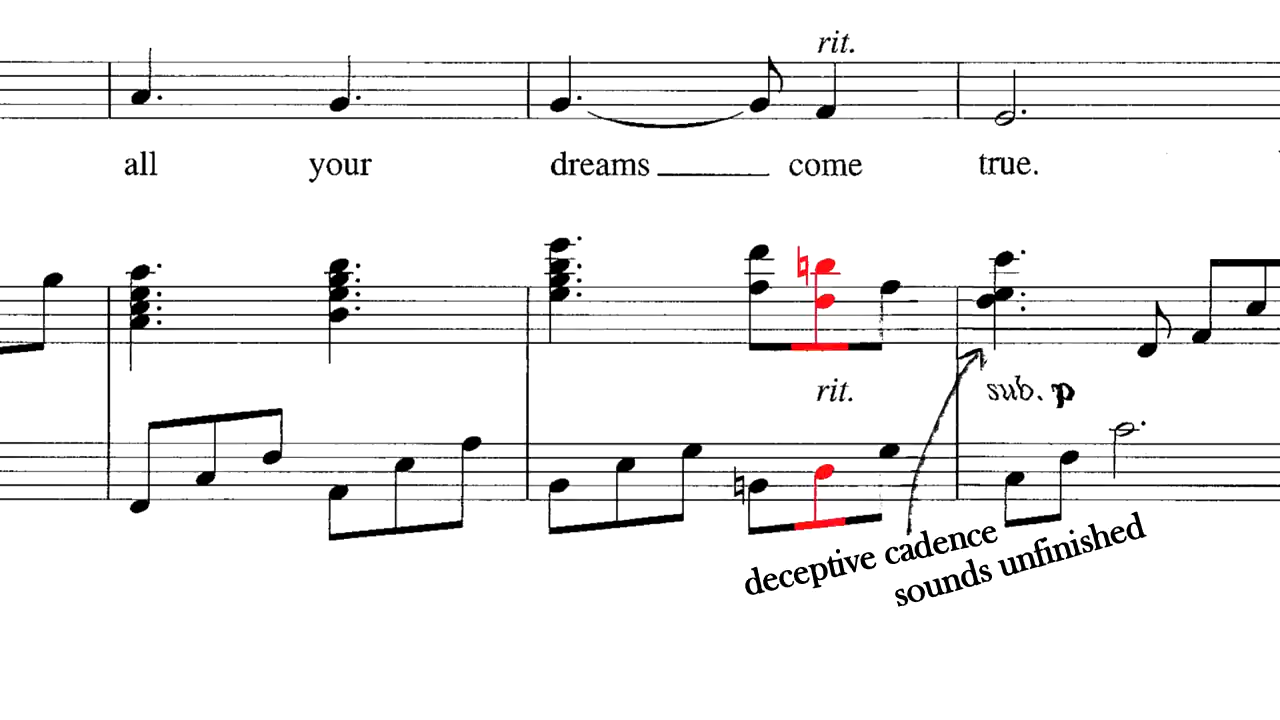 rit.
all your dreams come true.
rit.
sub. p
deceptive cadence
sounds unfinished